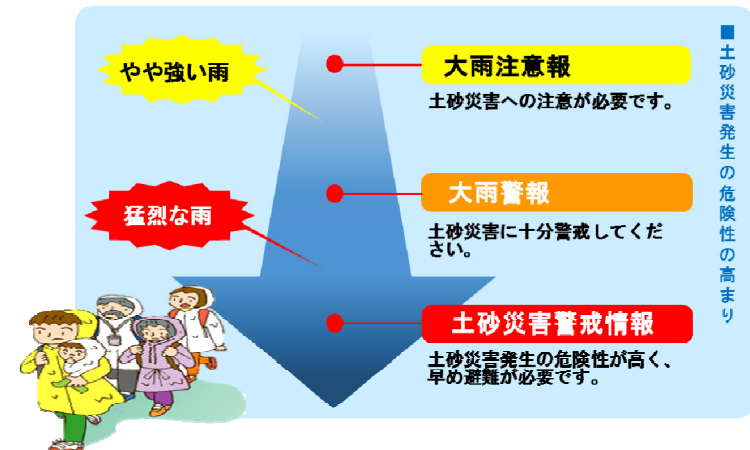 ■土砂災害発生の危険性の高まり
やや強い雨
大雨注意報
土砂災害への注意が必要です。
猛烈な雨
大雨警報
土砂災害に十分警戒してくだ
さい。
土砂災害警戒情報
土砂災害発生の危険性が高く、
早め避難が必要です。